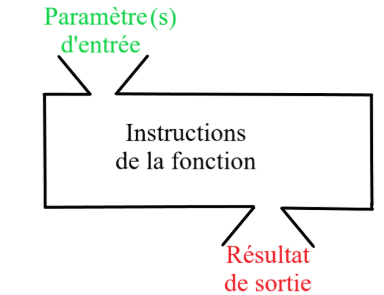 Paramètre(s)
d'entrée
Instructions
de la fonction
Résultat
de sortie